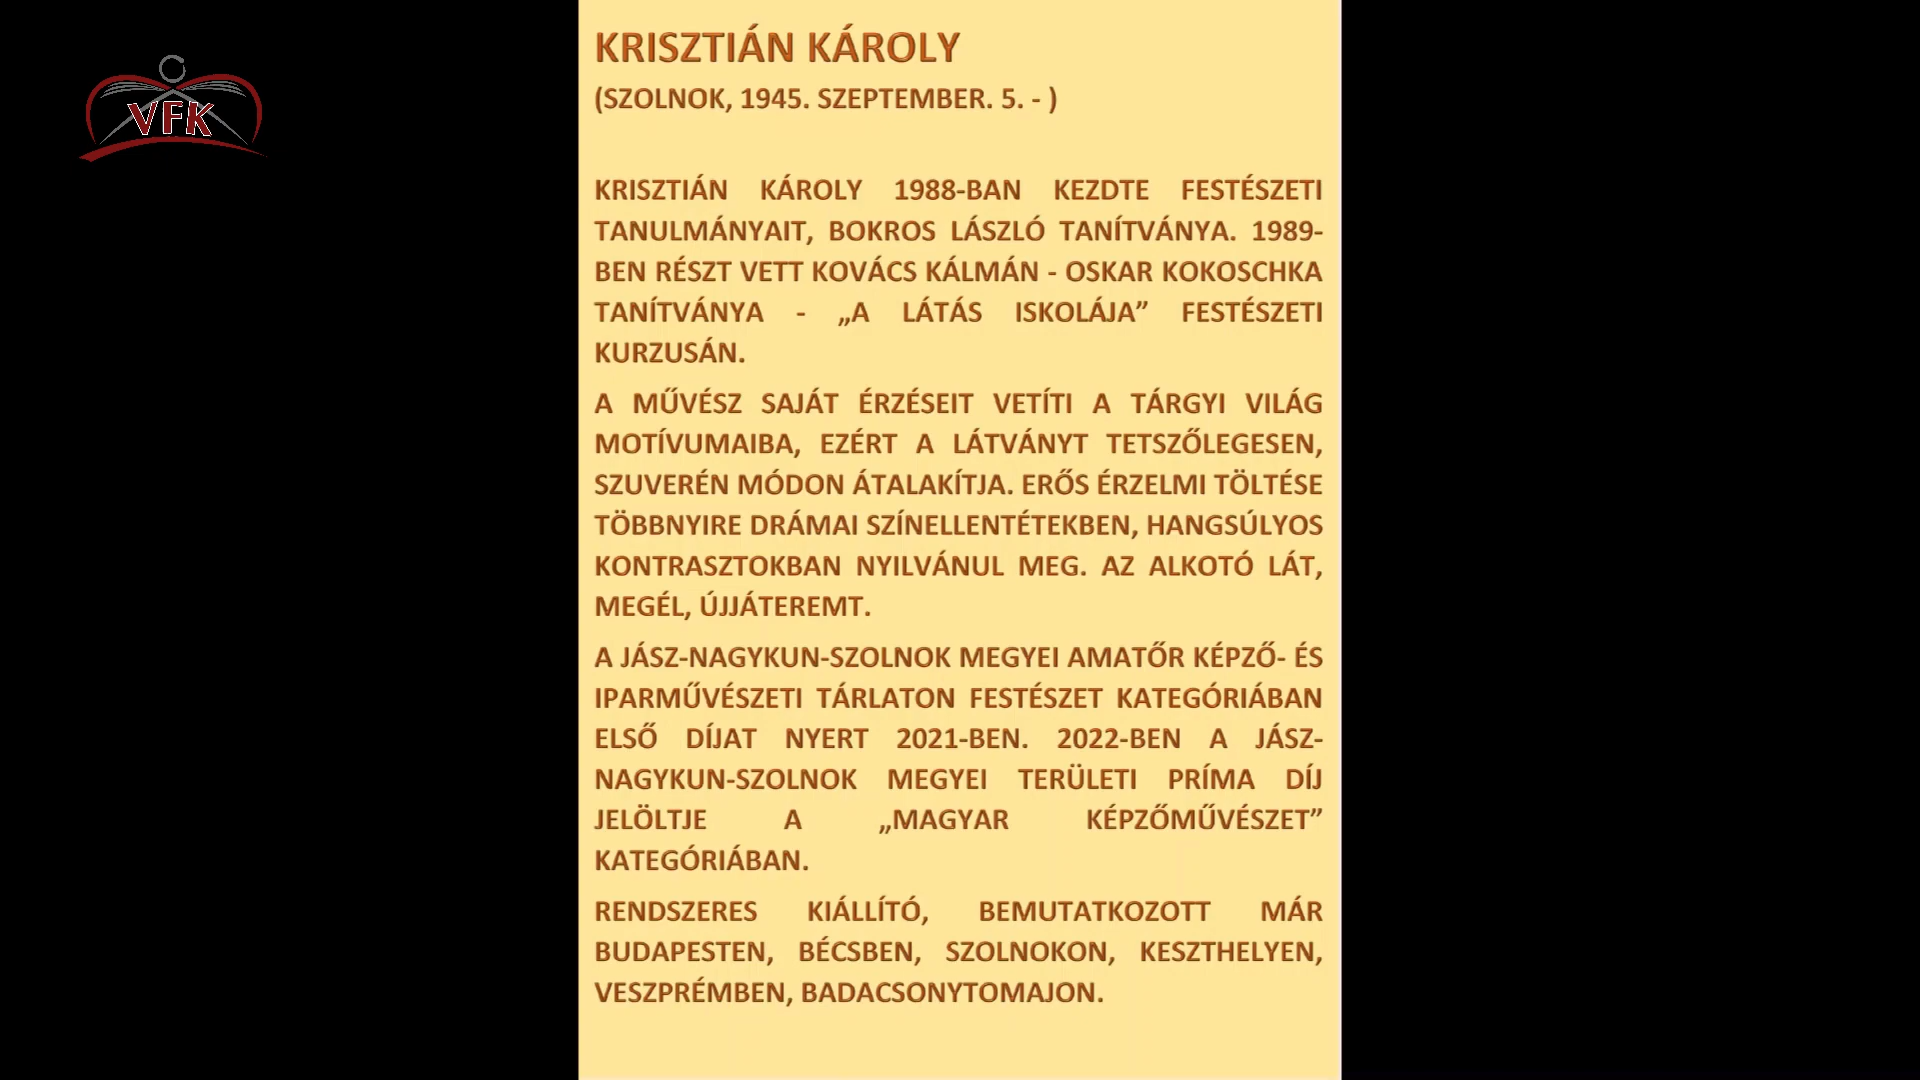 VFK
KRISZTIÁN KÁROLY
(SZOLNOK, 1945. SZEPTEMBER. 5. - )
KRISZTIÁN KÁROLY 1988-BAN KEZDTE FESTÉSZETI
TANULMÁNYAIT, BOKROS LÁSZLÓ TANÍTVÁNYA. 1989-
BEN RÉSZT VETT KOVÁCS KÁLMÁN - OSKAR KOKOSCHKA
TANÍTVÁNYA - „A LÁTÁS ISKOLÁJA” FESTÉSZETI
KURZUSÁN.
A MŰVÉSZ SAJÁT ÉRZÉSEIT VETÍTI A TÁRGYI VILÁG
MOTÍVUMAIBA, EZÉRT A LÁTVÁNYT TETSZŐLEGESEN,
SZUVERÉN MÓDON ÁTALAKÍTJA. ERŐS ÉRZELMI TÖLTÉSE
TÖBBNYIRE DRÁMAI SZÍNELLENTÉTEKBEN, HANGSÚLYOS
KONTRASZTOKBAN NYILVÁNUL MEG. AZ ALKOTÓ LÁT,
MEGÉL, ÚJJÁTEREMT.
A JÁSZ-NAGYKUN-SZOLNOK MEGYEI AMATŐR KÉPZŐ- ÉS
IPARMŰVÉSZETI TÁRLATON FESTÉSZET KATEGÓRIÁBAN
ELSŐ DÍJAT NYERT 2021-BEN. 2022-BEN A JÁSZ-
NAGYKUN-SZOLNOK MEGYEI TERÜLETI PRÍMA DÍJ
JELÖLTJE A „MAGYAR KÉPZŐMŰVÉSZET”
KATEGÓRIÁBAN.
RENDSZERES KIÁLLÍTÓ, BEMUTATKOZOTT MÁR
BUDAPESTEN, BÉCSBEN, SZOLNOKON, KESZTHELYEN,
VESZPRÉMBEN, BADACSONYTOMAJON.